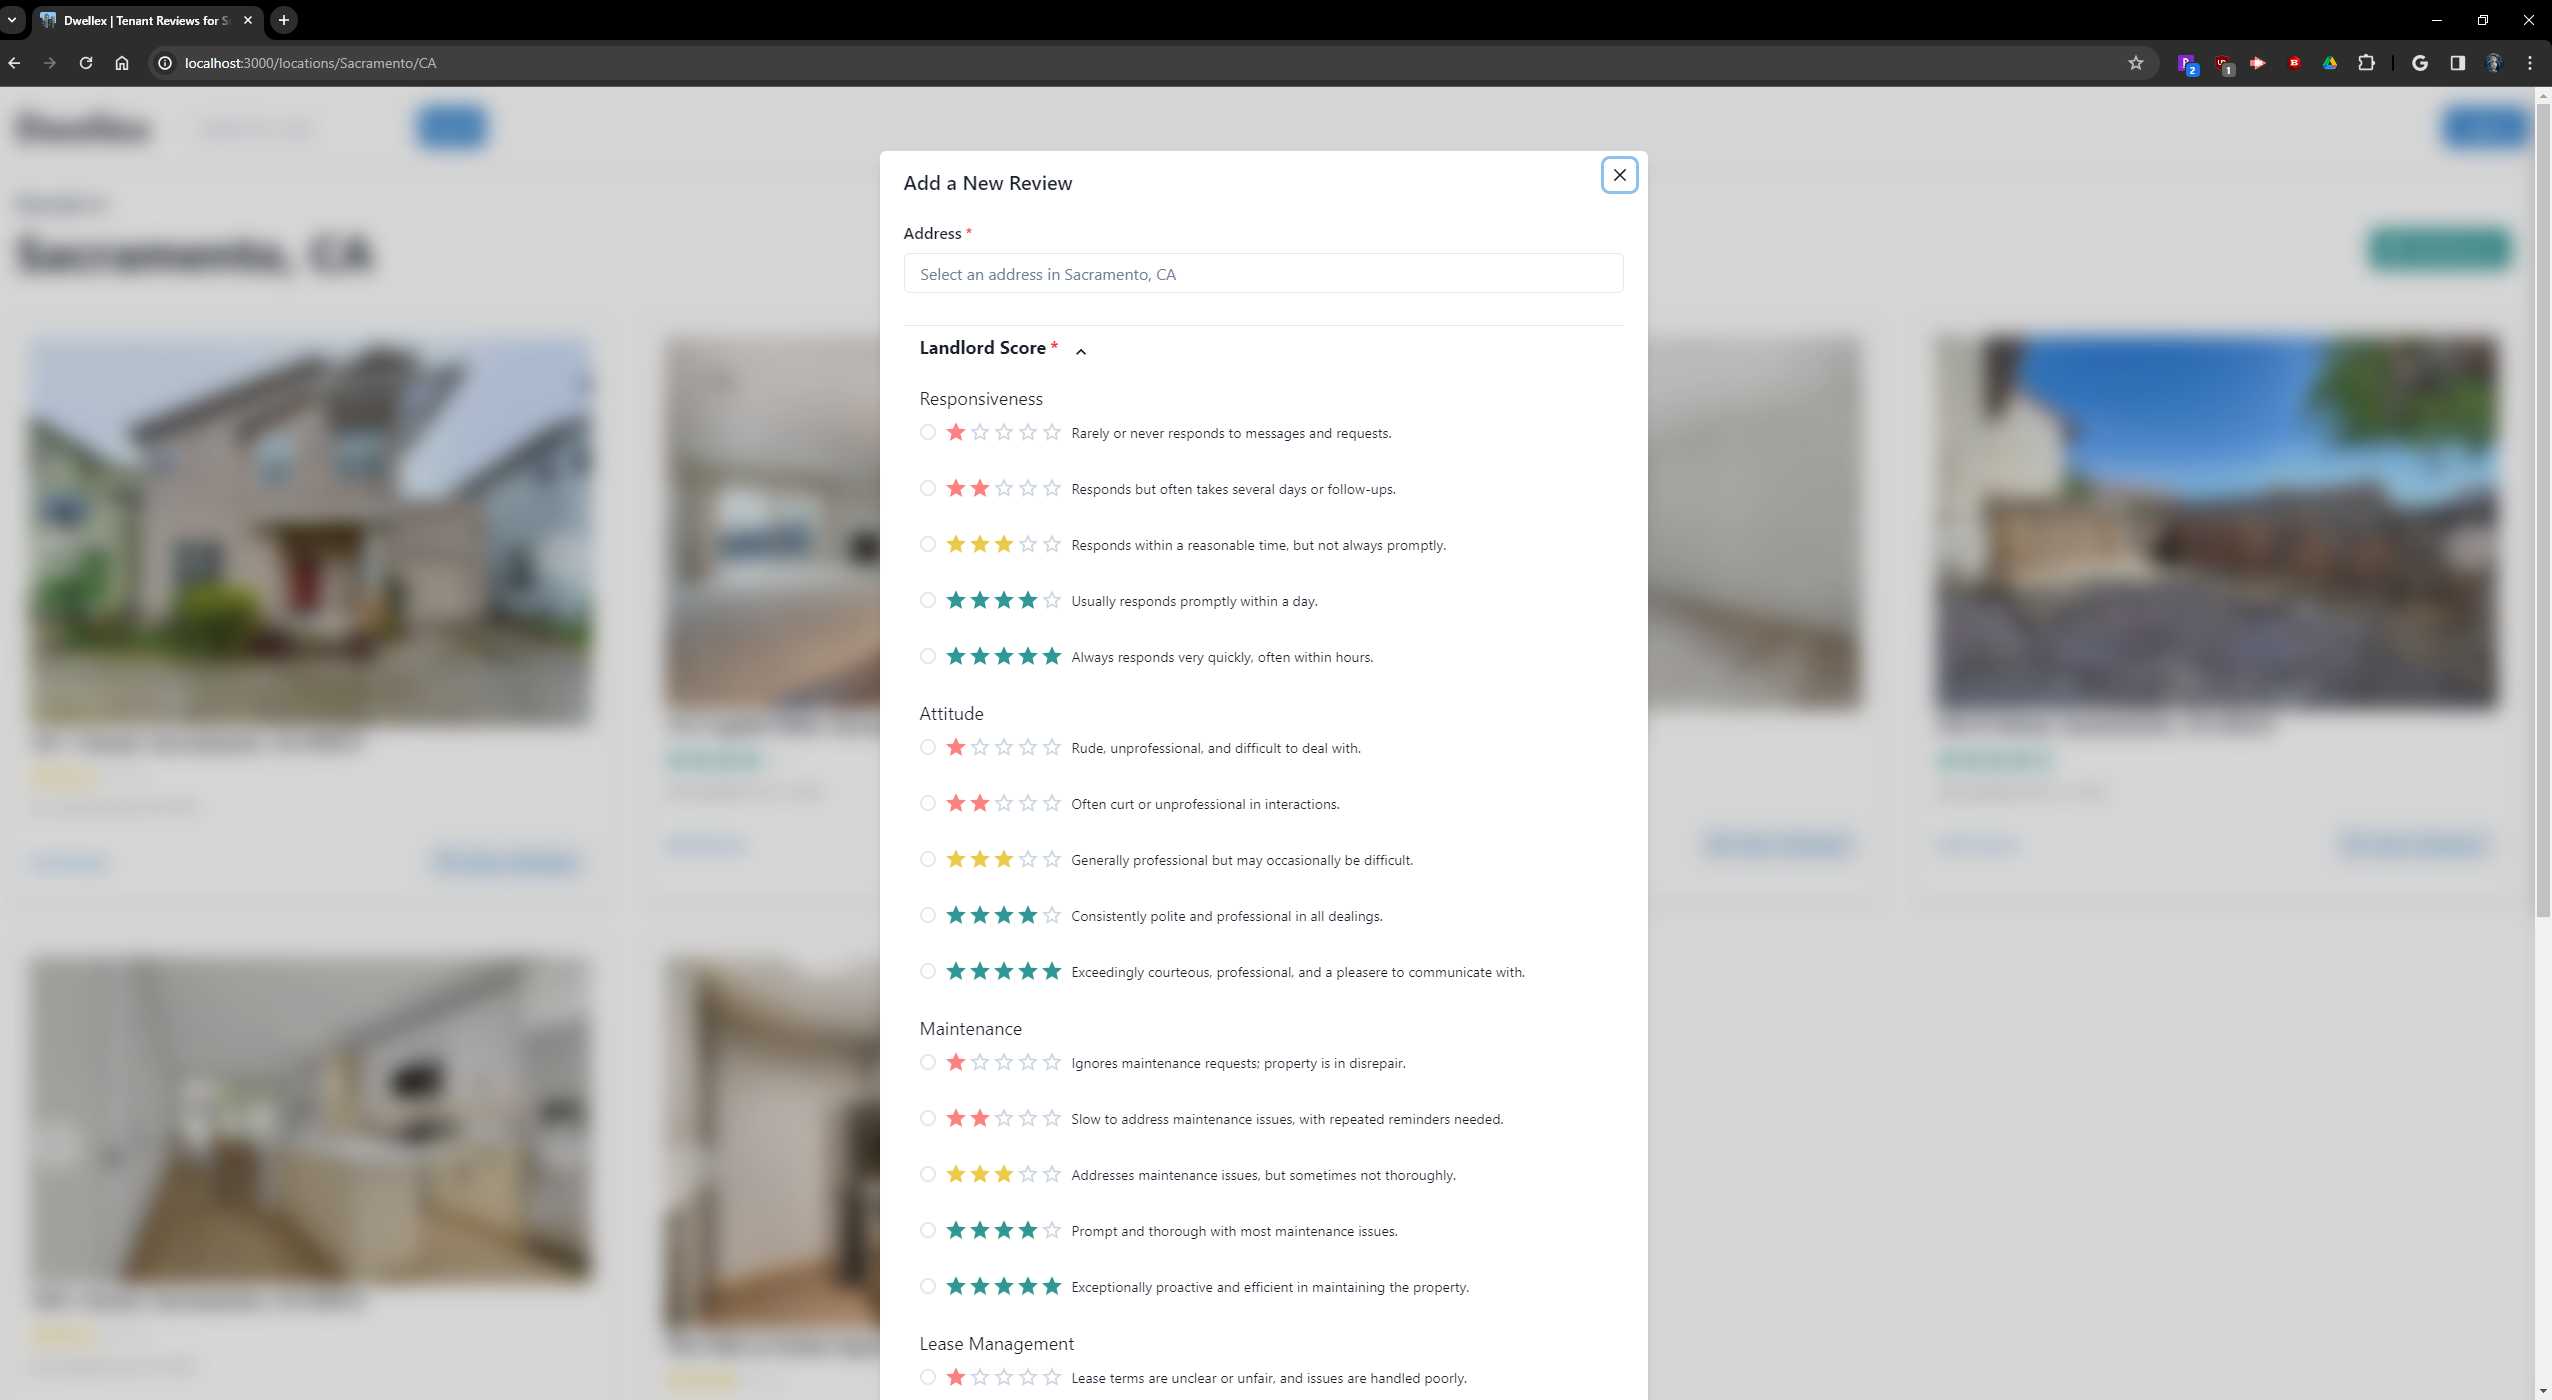 Dwellex | Tenant Reviews for S
localhost:3000/locations/Sacramento/CA
2
1
Dwellex
Sacramento, CA
Add a New Review
Address *
Select an address in Sacramento, CA
Landlord Score *
Responsiveness
Rarely or never responds to messages and requests.
Responds but often takes several days or follow-ups.
Responds within a reasonable time, but not always promptly.
Usually responds promptly within a day.
Always responds very quickly, often within hours.
Attitude
Rude, unprofessional, and difficult to deal with.
Often curt or unprofessional in interactions.
Generally professional but may occasionally be difficult.
Consistently polite and professional in all dealings.
Exceedingly courteous, professional, and a pleasere to communicate with.
Maintenance
Ignores maintenance requests; property is in disrepair.
Slow to address maintenance issues, with repeated reminders needed.
Addresses maintenance issues, but sometimes not thoroughly.
Prompt and thorough with most maintenance issues.
Exceptionally proactive and efficient in maintaining the property.
Lease Management
Lease terms are unclear or unfair, and issues are handled poorly.